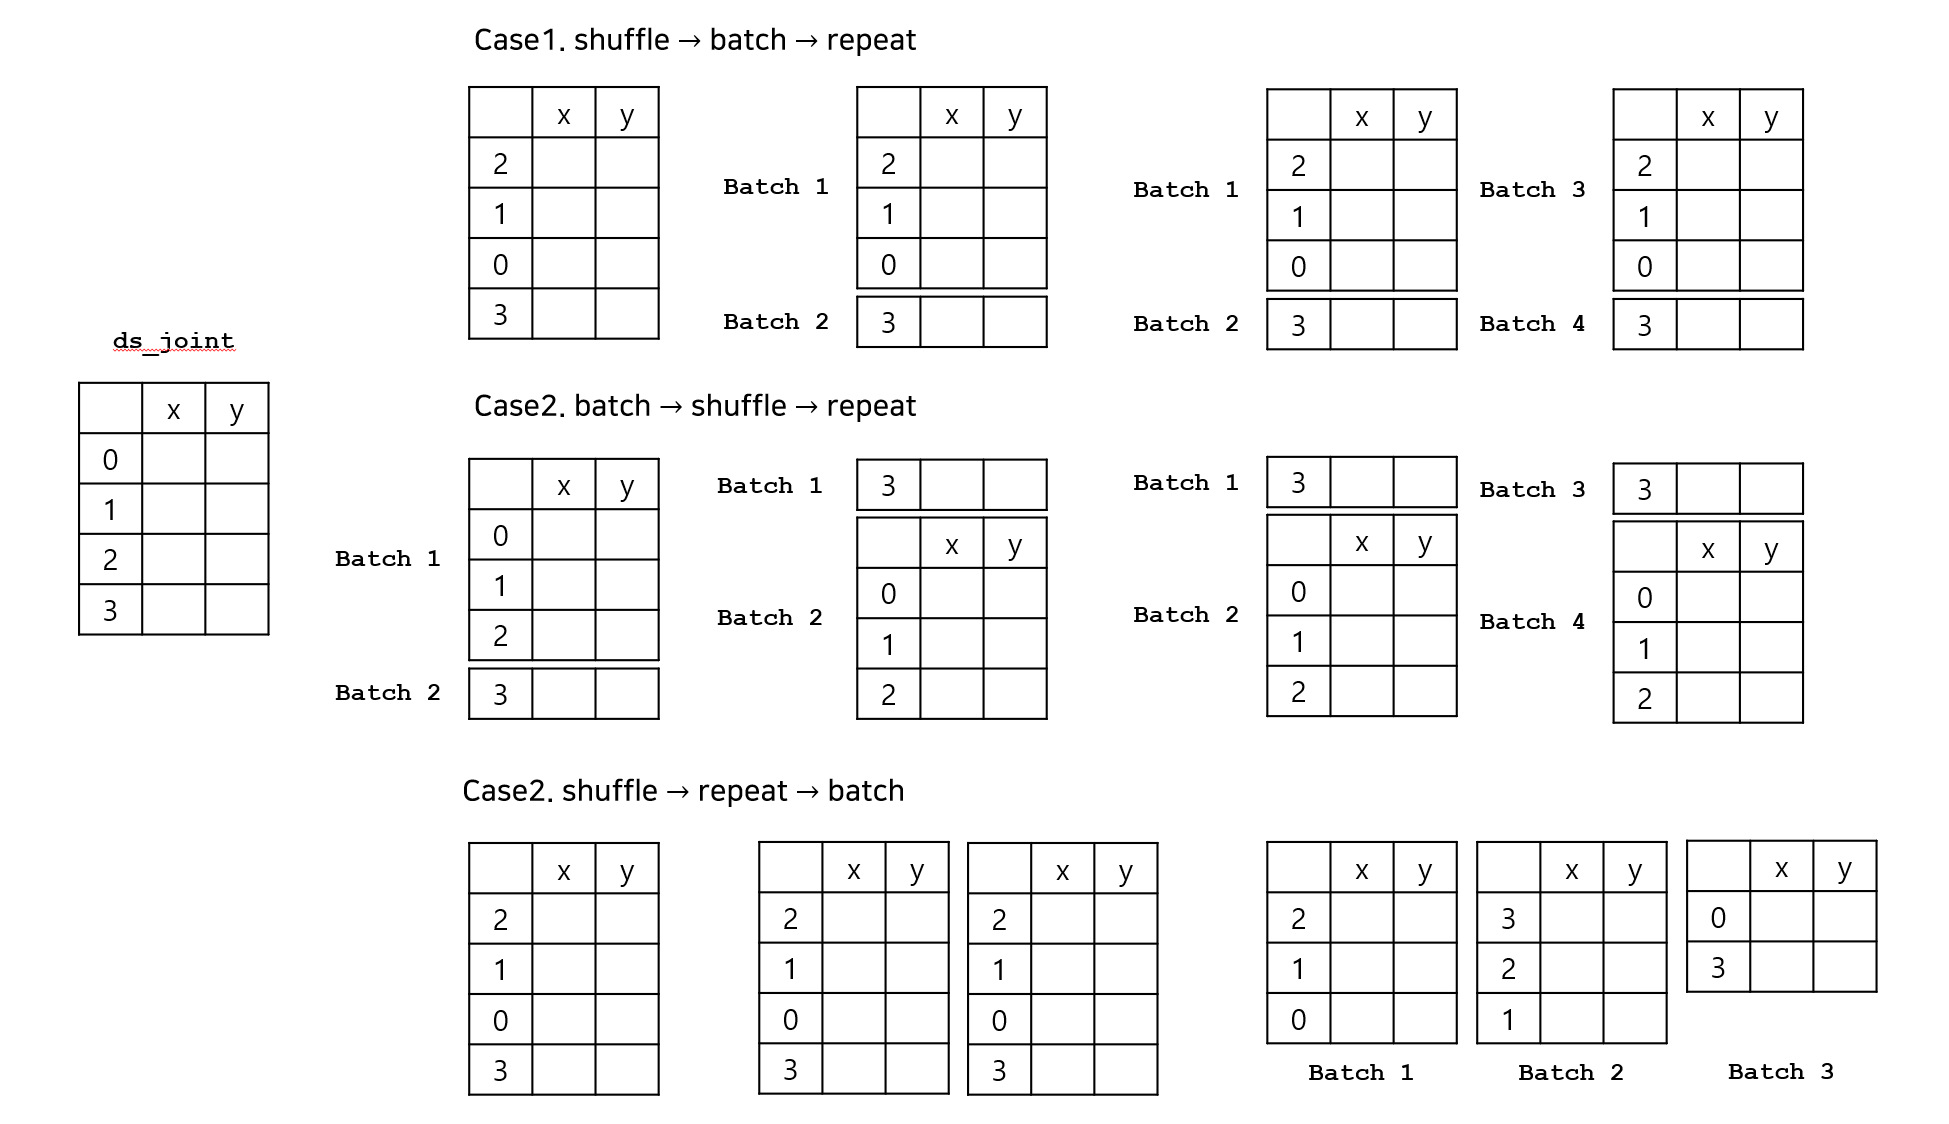 Case1. shuffle → batch → repeat
x y
2
1
0
3
Batch 1
x y
2
1
0
Batch 2
3
Batch 1
x y
2
1
0
Batch 2
3
Batch 3
x y
2
1
0
Batch 4
3
ds_joint
x y
0
1
2
3
Case2. batch → shuffle → repeat
Batch 1
x y
0
1
2
Batch 2
3
Batch 1
3
Batch 2
x y
0
1
2
Batch 1
3
Batch 2
x y
0
1
2
Batch 3
3
Batch 4
x y
0
1
2
Case2. shuffle → repeat → batch
x y
2
1
0
3
x y
2
1
0
3
x y
2
1
0
3
x y
2
1
0
Batch 1
x y
3
2
1
Batch 2
x y
0
3
Batch 3